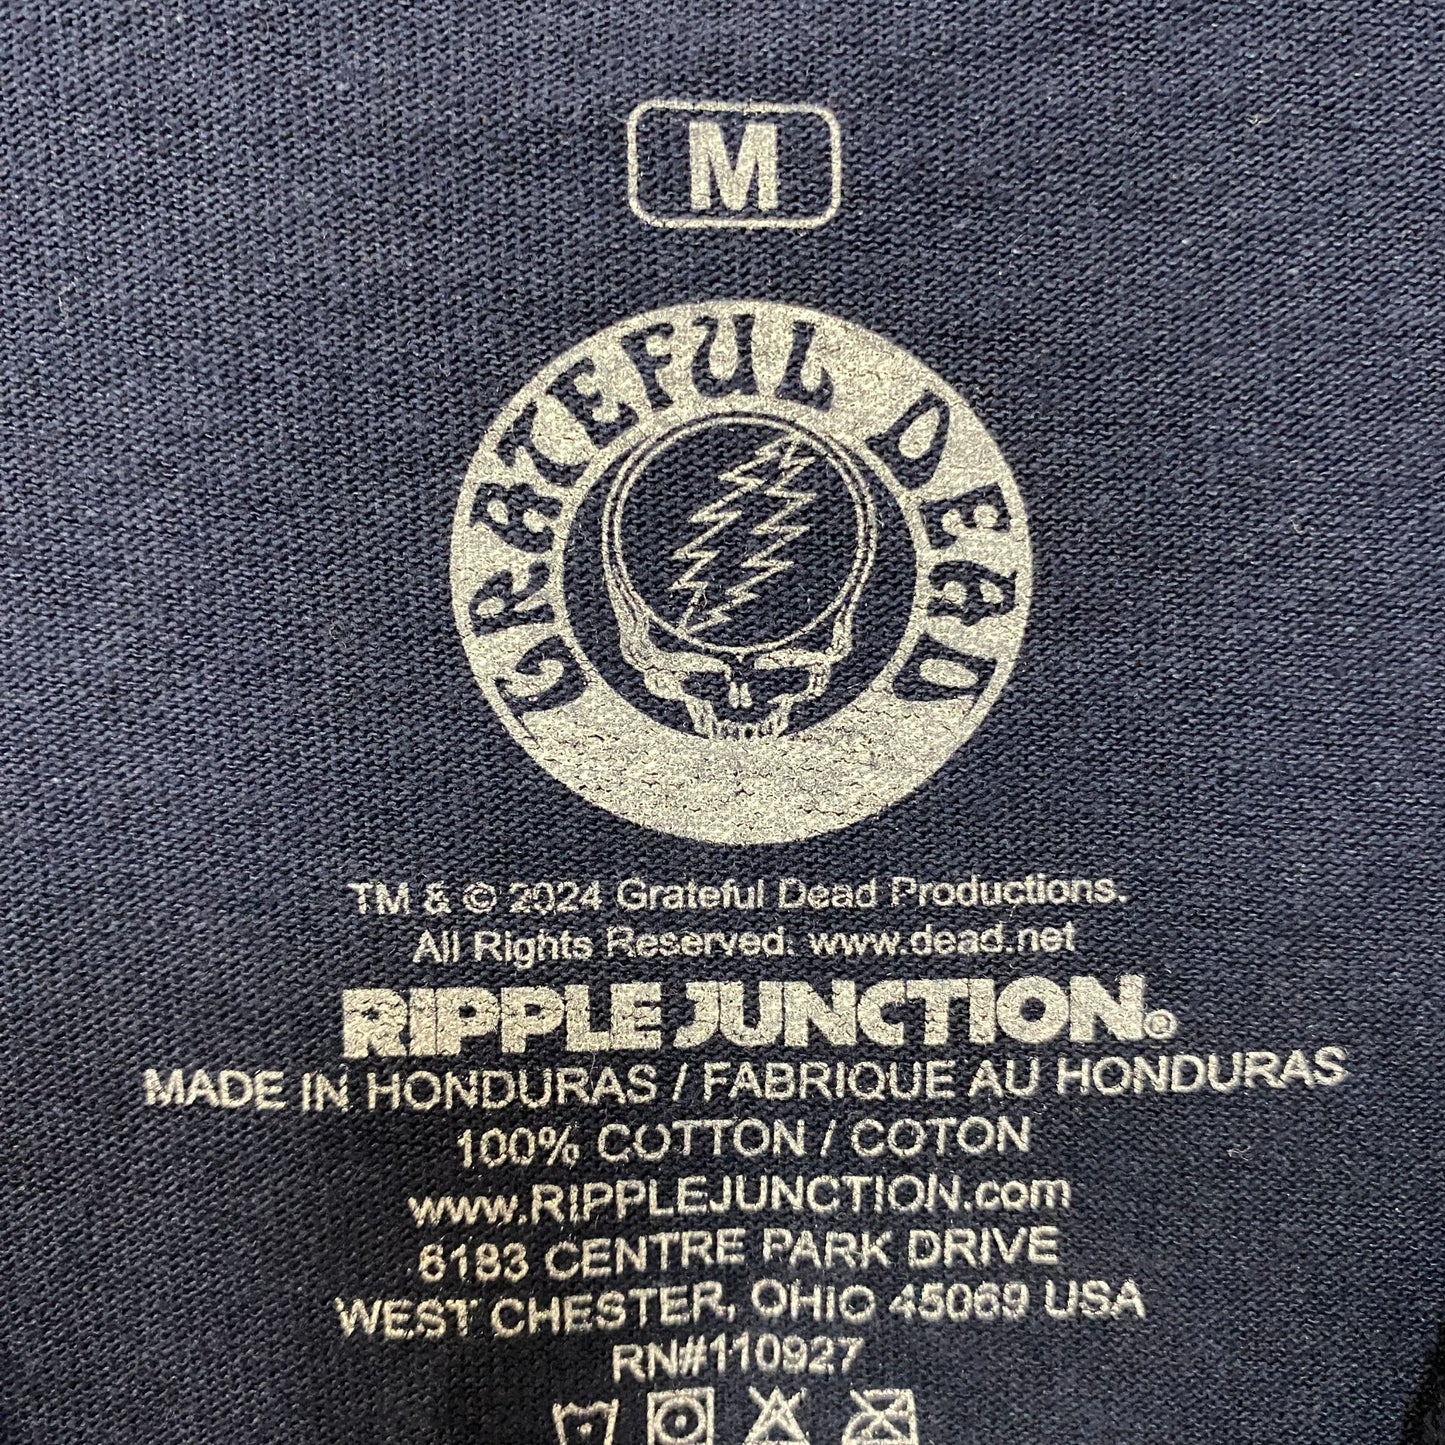 M
GRATEFUL DEAD
TM & © 2024 Grateful Dead Productions.
All Rights Reserved. www.dead.net
RIPPLE JUNCTION®
MADE IN HONDURAS / FABRIQUE AU HONDURAS
100% COTTON / COTON
www.RIPPLEJUNCTION.com
6183 CENTRE PARK DRIVE
WEST CHESTER, OHIO 45069 USA
RN#110927